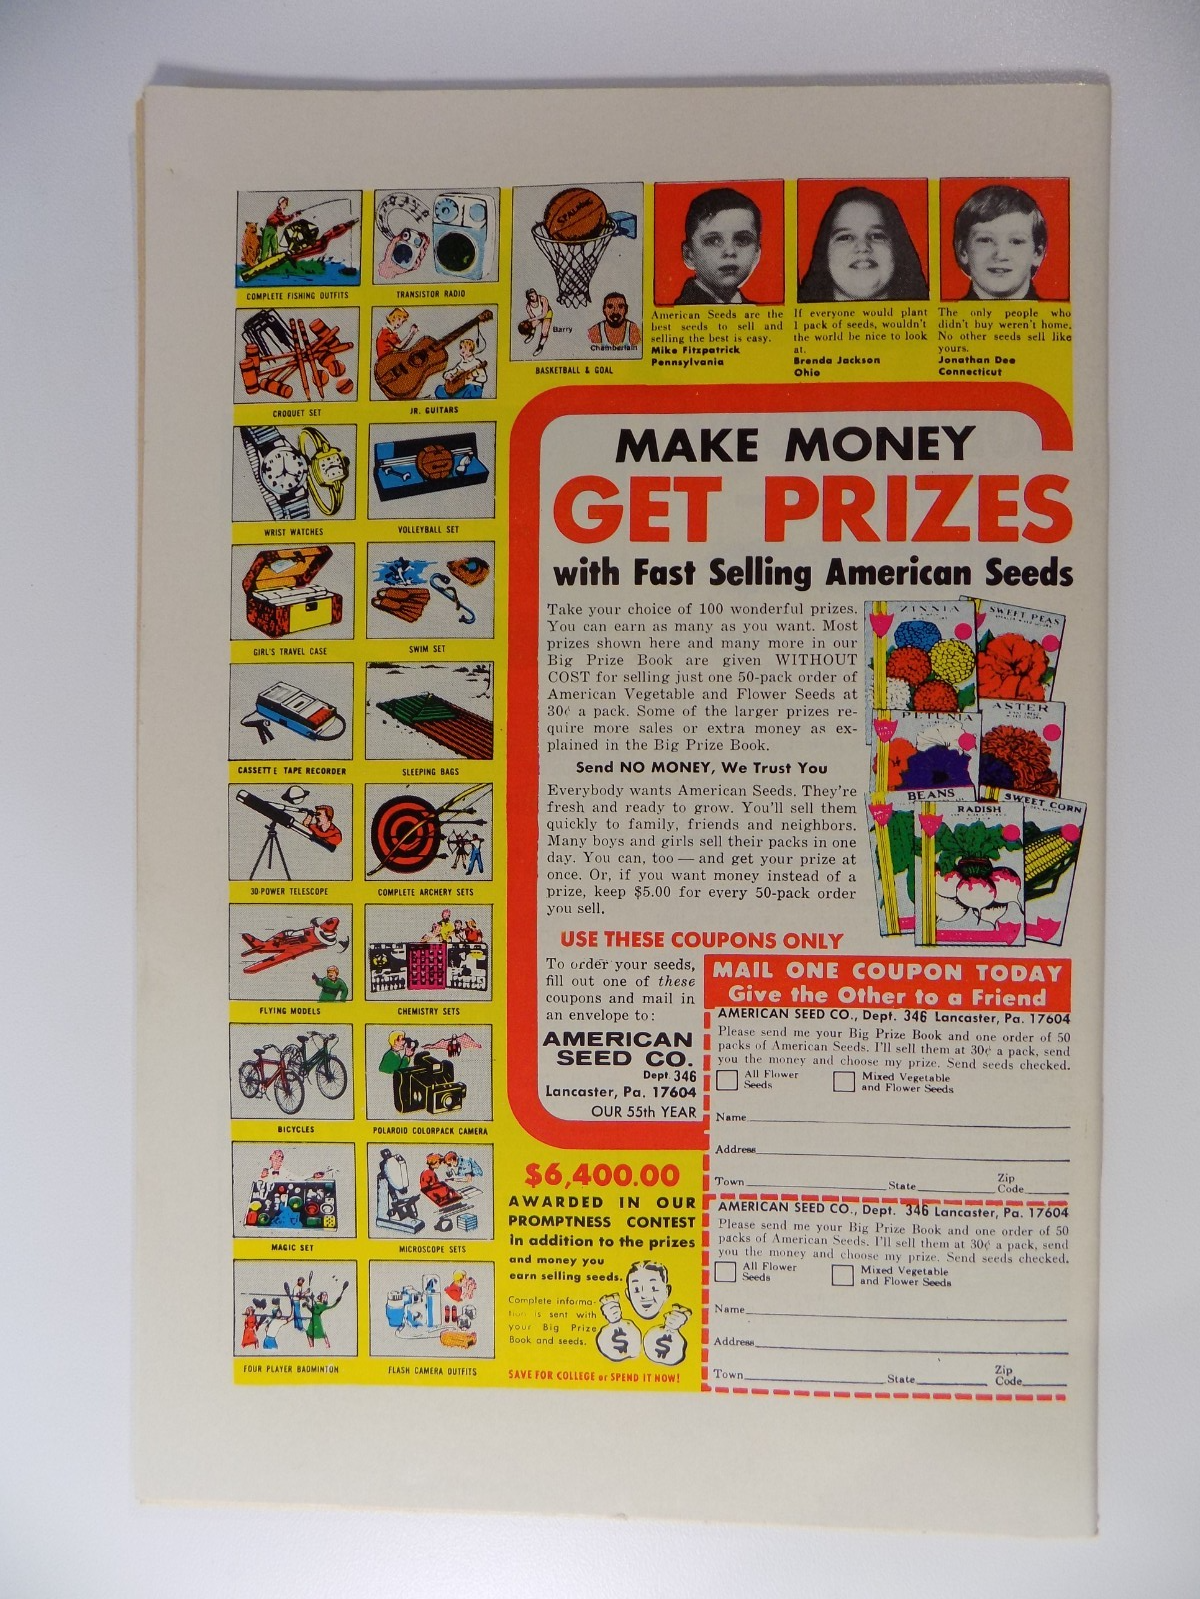 COMPLETE FISHING OUTFITS
TRANSISTOR RADIO
CROQUET SET
JR. GUITARS
WRIST WATCHES
VOLLEYBALL SET
GIRL'S TRAVEL CASE
SWIM SET
CASSETTE TAPE RECORDER
SLEEPING BAGS
30-POWER TELESCOPE
COMPLETE ARCHERY SETS
FLYING MODELS
CHEMISTRY SETS
BICYCLES
POLAROID COLORPACK CAMERA
MAGIC SET
MICROSCOPE SETS
FOUR PLAYER BADMINTON
FLASH CAMERA OUTFITS
SPALDING
Barry
Chamberlain
BASKETBALL & GOAL
American Seeds are the
best seeds to sell and
selling the best is easy.
Mike Fitzpatrick
Pennsylvania
If everyone would plant
1 pack of seeds, wouldn't
the world be nice to look
at.
Brenda Jackson
Ohio
The only people who
didn't buy weren't home.
No other seeds sell like
yours.
Jonathan Dee
Connecticut
MAKE MONEY
GET PRIZES
with Fast Selling American Seeds
Take your choice of 100 wonderful prizes.
You can earn as many as you want. Most
prizes shown here and many more in our
Big Prize Book are given WITHOUT
COST for selling just one 50-pack order of
American Vegetable and Flower Seeds at
30¢ a pack. Some of the larger prizes re-
quire more sales or extra money as ex-
plained in the Big Prize Book.
Send NO MONEY, We Trust You
Everybody wants American Seeds. They're
fresh and ready to grow. You'll sell them
quickly to family, friends and neighbors.
Many boys and girls sell their packs in one
day. You can, too — and get your prize at
once. Or, if you want money instead of a
prize, keep $5.00 for every 50-pack order
you sell.
ZINNIA
SWEET PEAS
PETUNIA
ASTER
BEANS
RADISH
SWEET CORN
USE THESE COUPONS ONLY
To order your seeds,
fill out one of these
coupons and mail in
an envelope to:
AMERICAN
SEED CO.
Dept. 346
Lancaster, Pa. 17604
OUR 55th YEAR
$6,400.00
AWARDED IN OUR
PROMPTNESS CONTEST
in addition to the prizes
and money you
earn selling seeds.
Complete informa-
tion is sent with
your Big Prize
Book and seeds.
$ $
SAVE FOR COLLEGE or SPEND IT NOW!
MAIL ONE COUPON TODAY
Give the Other to a Friend
AMERICAN SEED CO., Dept. 346 Lancaster, Pa. 17604
Please send me your Big Prize Book and one order of 50
packs of American Seeds. I'll sell them at 30¢ a pack, send
you the money and choose my prize. Send seeds checked.
All Flower
Seeds
Mixed Vegetable
and Flower Seeds
Name
Address
Town State Zip
Code
AMERICAN SEED CO., Dept. 346 Lancaster, Pa. 17604
Please send me your Big Prize Book and one order of 50
packs of American Seeds. I'll sell them at 30¢ a pack, send
you the money and choose my prize. Send seeds checked.
All Flower
Seeds
Mixed Vegetable
and Flower Seeds
Name
Address
Town State Zip
Code